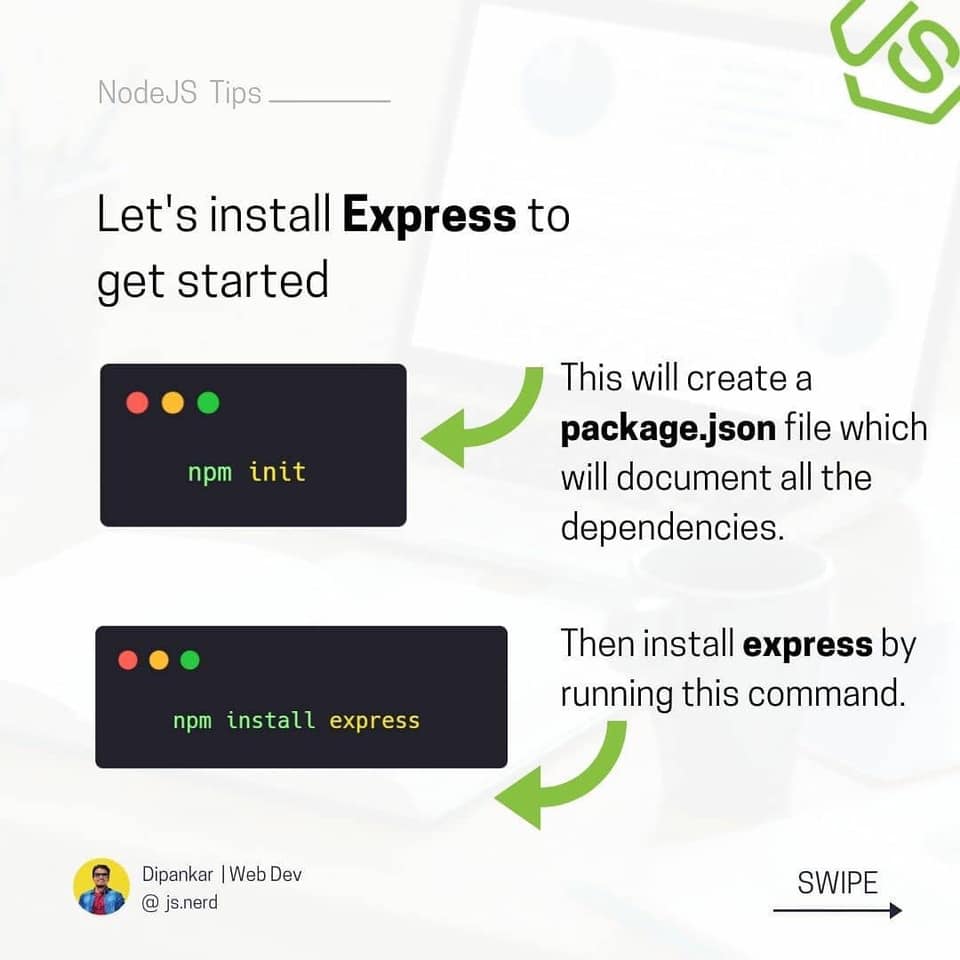 JS
NodeJS Tips
Let's install Express to
get started
npm init
This will create a
package.json file which
will document all the
dependencies.
npm install express
Then install express by
running this command.
Dipankar | Web Dev
@ js.nerd
SWIPE